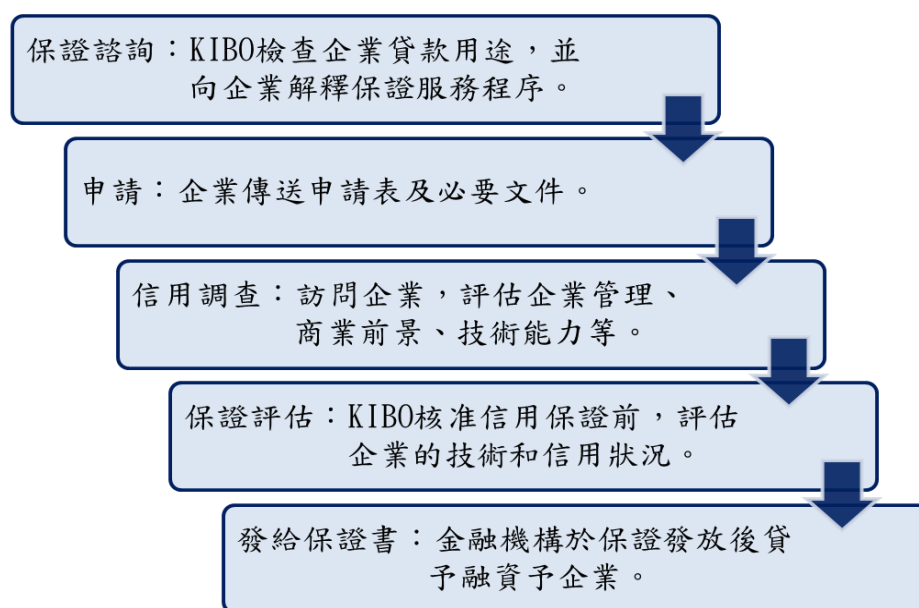 保證諮詢：KIBO檢查企業貸款用途，並
向企業解釋保證服務程序。
申請：企業傳送申請表及必要文件。
信用調查：訪問企業，評估企業管理、
商業前景、技術能力等。
保證評估：KIBO核准信用保證前，評估
企業的技術和信用狀況。
發給保證書：金融機構於保證發放後貸
予融資予企業。